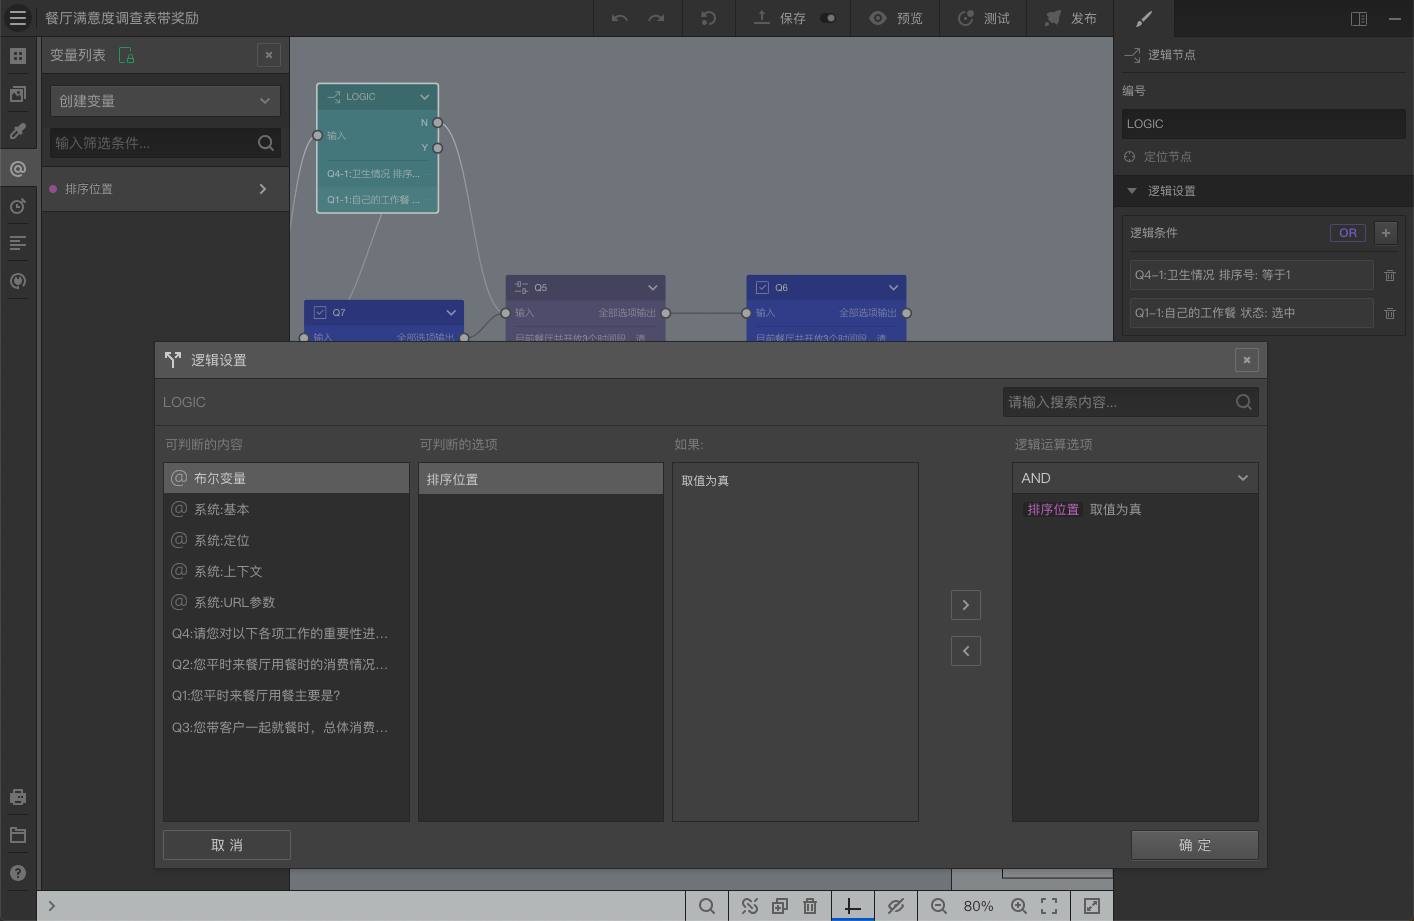 餐厅满意度调查表带奖励
保存
预览
测试
发布
变量列表
创建变量
输入筛选条件...
排序位置
LOGIC
N
输入
Y
Q4-1:卫生情况 排序...
Q1-1:自己的工作餐 ...
Q7
输入
全部选项输出
Q5
输入
全部选项输出
目前餐厅共开放3个时间段，请
Q6
输入
全部选项输出
目前餐厅共开放3个时间段，请
逻辑节点
编号
LOGIC
定位节点
逻辑设置
逻辑条件
OR
Q4–1:卫生情况 排序号: 等于1
Q1–1:自己的工作餐 状态: 选中
逻辑设置
LOGIC
请输入搜索内容...
可判断的内容
可判断的选项
如果:
逻辑运算选项
@ 布尔变量
@ 系统:基本
@ 系统:定位
@ 系统:上下文
@ 系统:URL参数
Q4:请您对以下各项工作的重要性进...
Q2:您平时来餐厅用餐时的消费情况...
Q1:您平时来餐厅用餐主要是?
Q3:您带客户一起就餐时，总体消费...
排序位置
取值为真
AND
排序位置 取值为真
取 消
确 定
80%